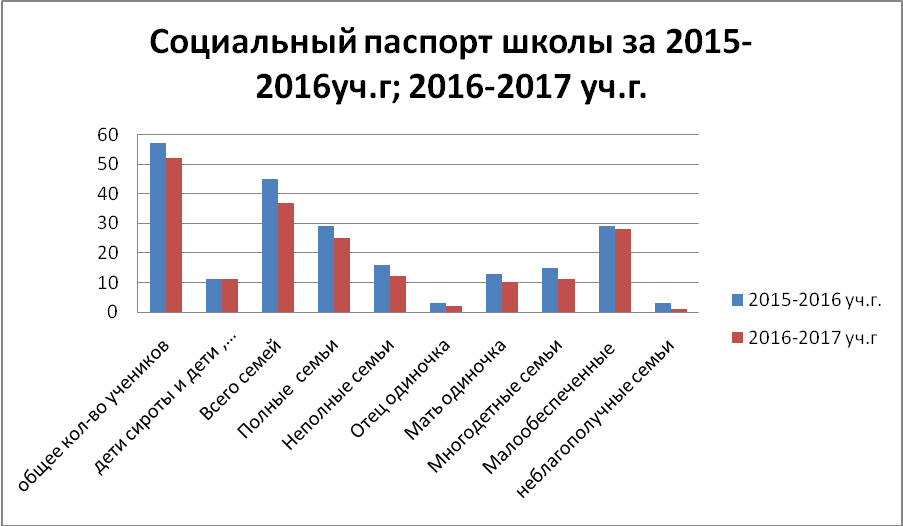 Социальный паспорт школы за 2015-
2016уч.г; 2016-2017 уч.г.
60
50
40
30
20
10
0
общее кол-во учеников
дети сироты и дети ,...
Всего семей
Полные семьи
Неполные семьи
Отец одиночка
Мать одиночка
Многодетные семьи
Малообеспеченные
неблагополучные семьи
2015-2016 уч.г.
2016-2017 уч.г